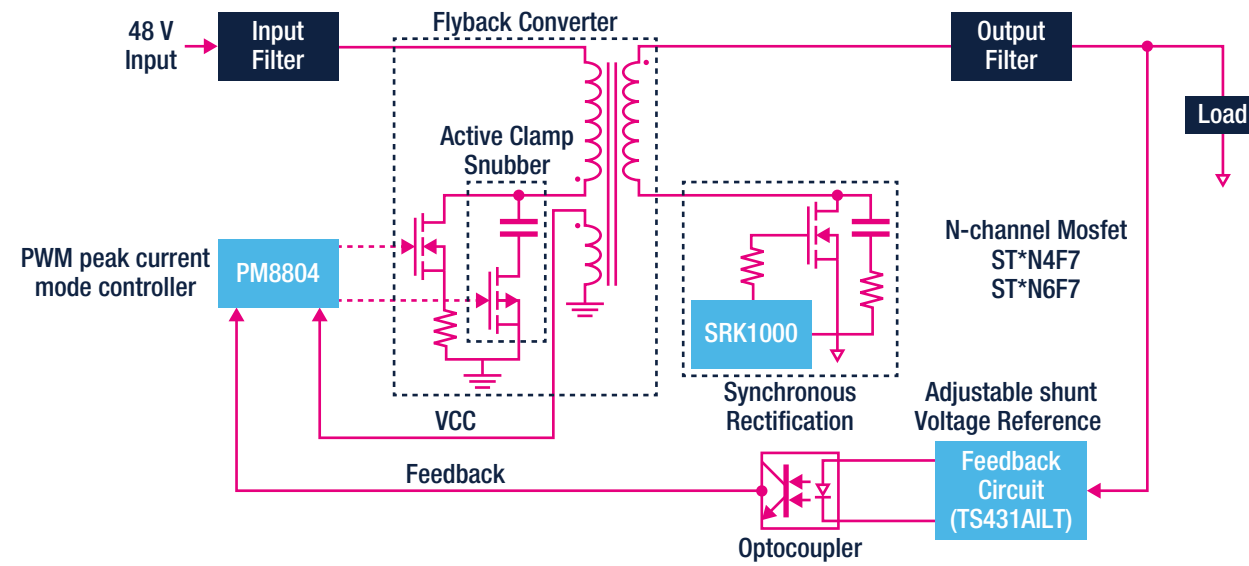 Flyback Converter
48 V
Input
Input
Filter
Output
Filter
Load
Active Clamp
Snubber
PWM peak current
mode controller
PM8804
N-channel Mosfet
ST*N4F7
ST*N6F7
SRK1000
Synchronous
Rectification
Adjustable shunt
Voltage Reference
VCC
Feedback
Feedback
Circuit
(TS431AILT)
Optocoupler